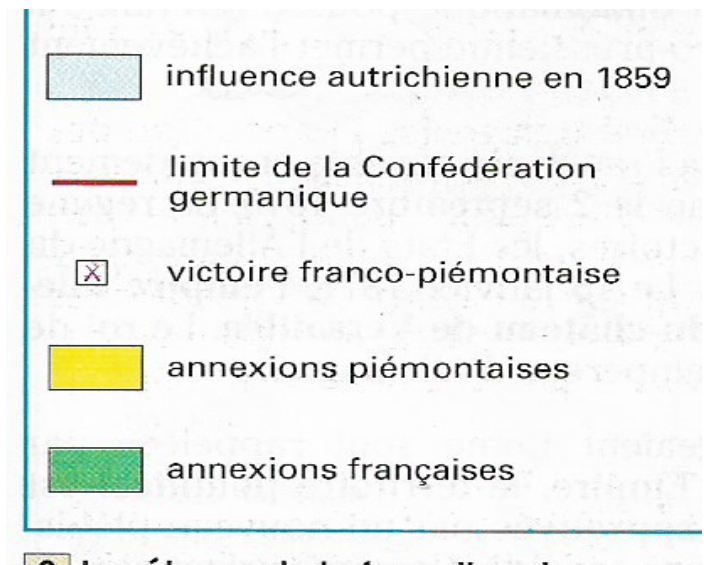 influence autrichienne en 1859
limite de la Confédération
germanique
victoire franco-piémontaise
annexions piémontaises
annexions françaises